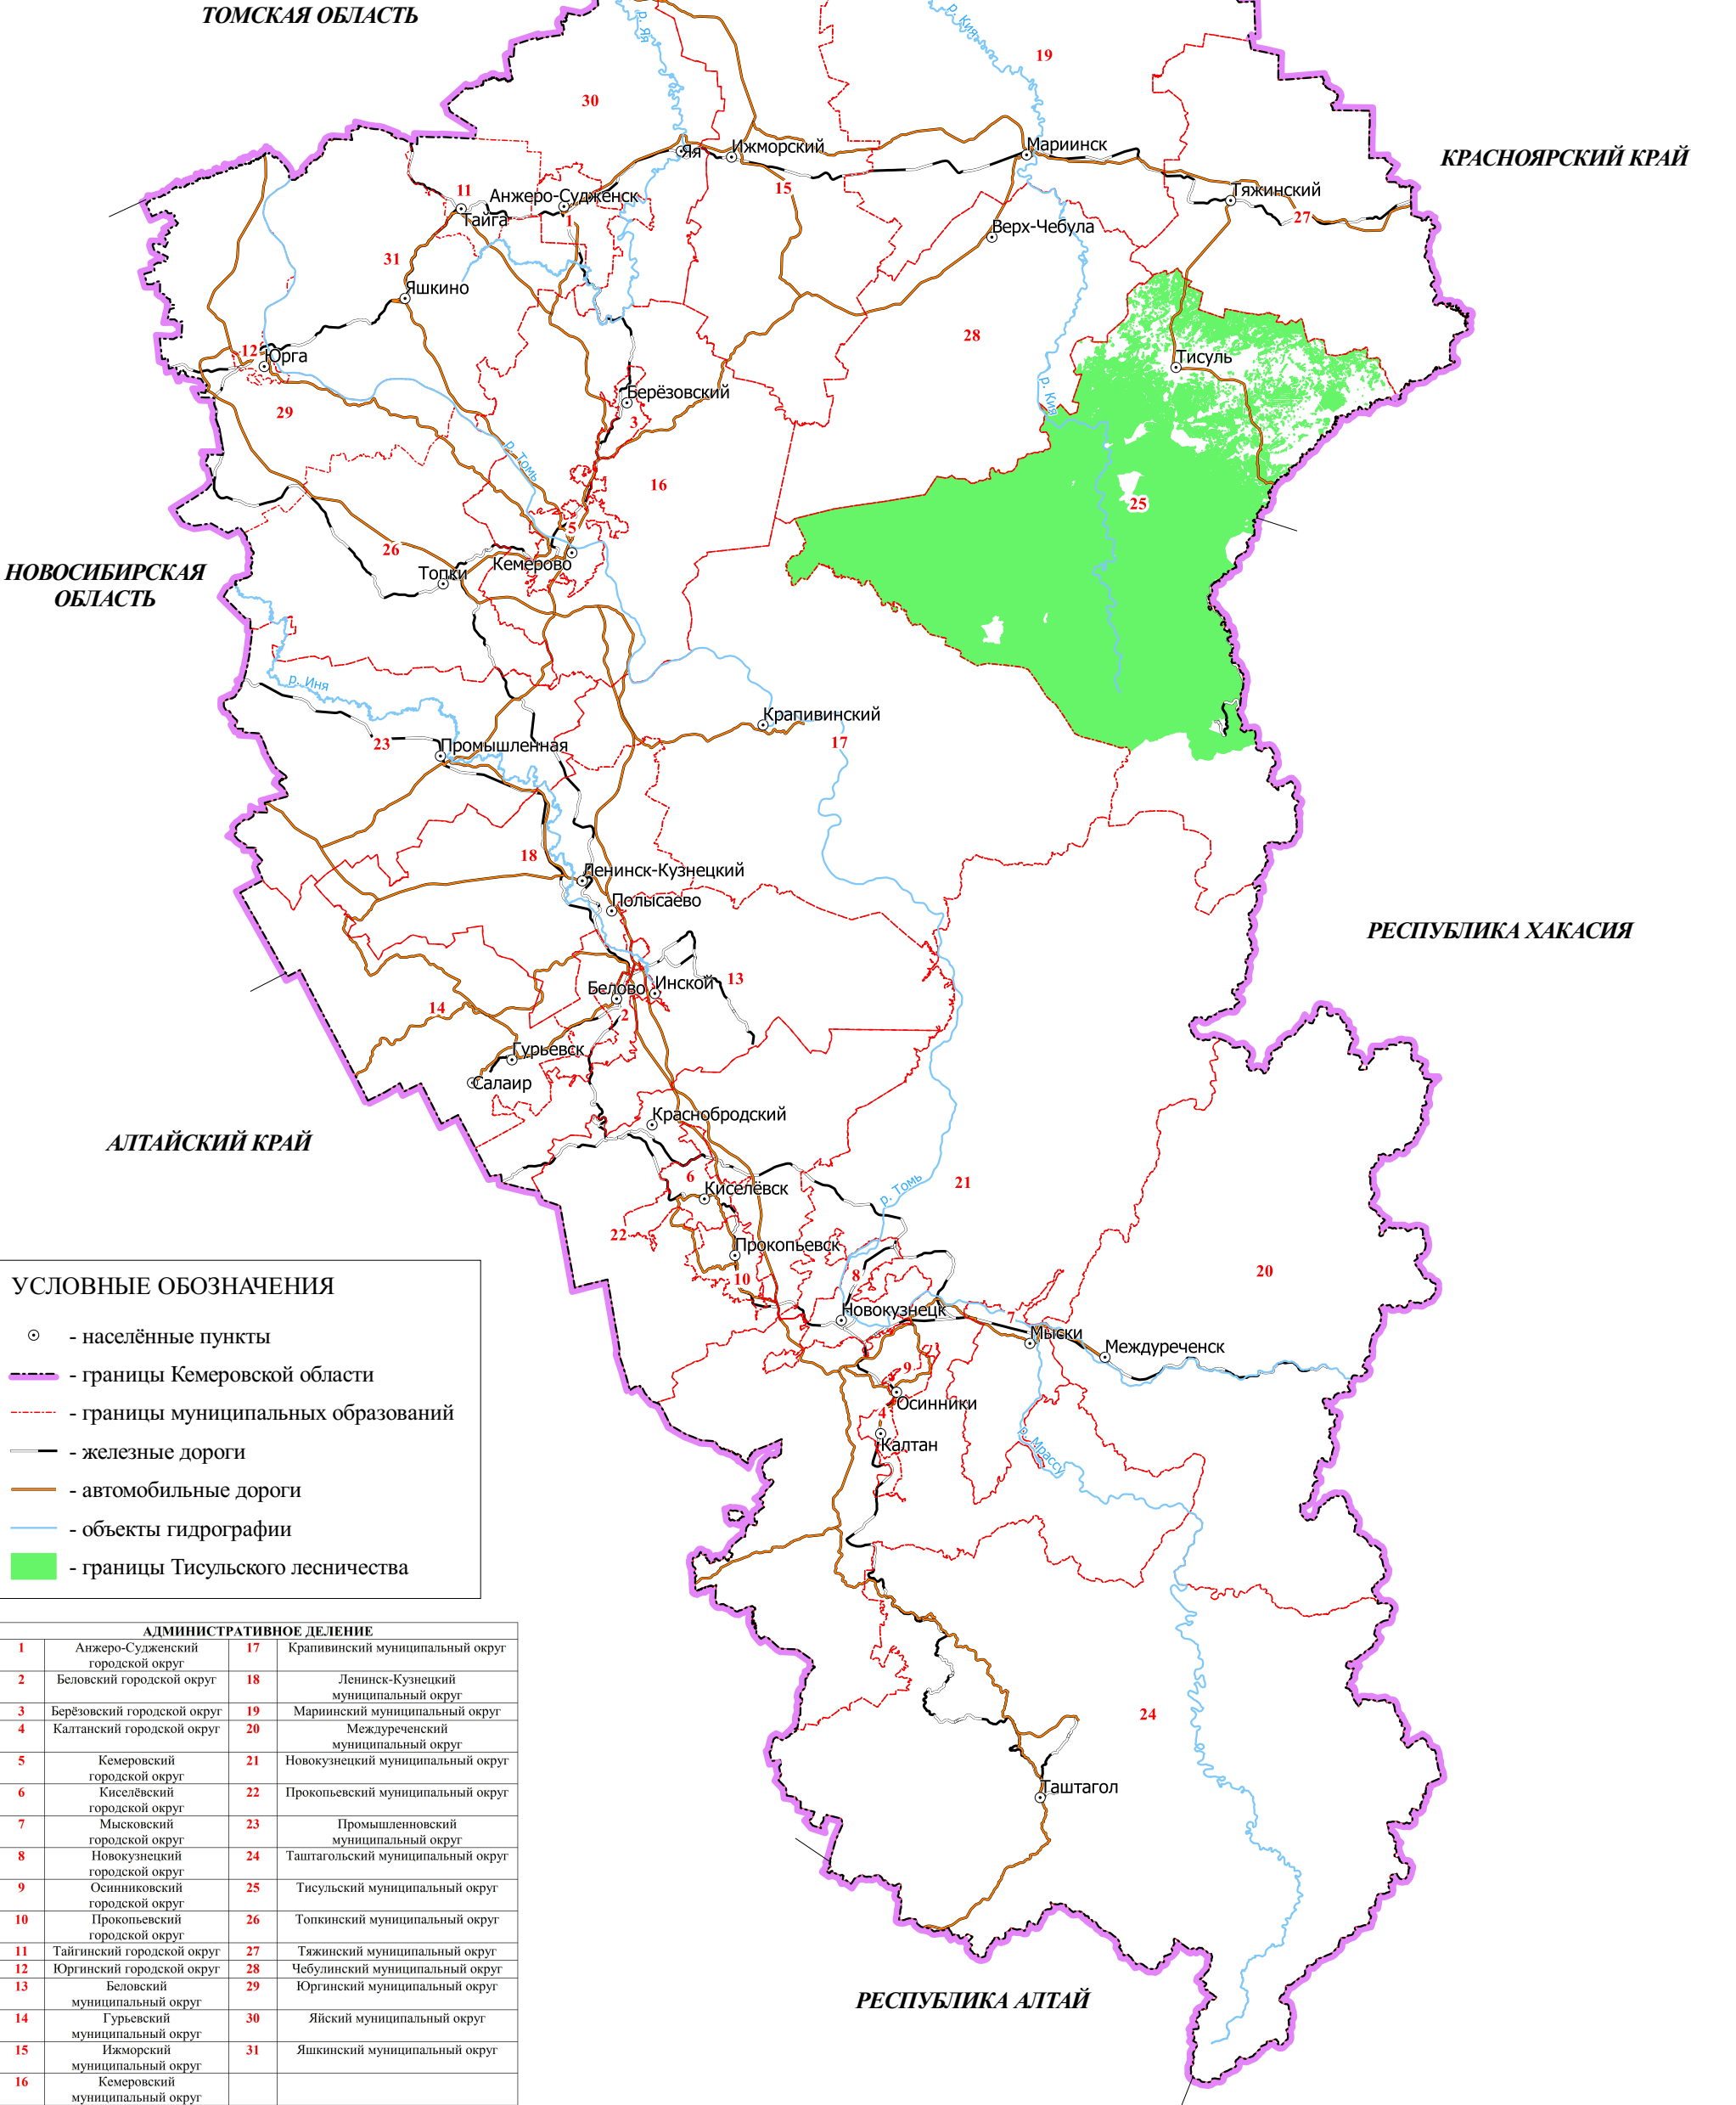 ТОМСКАЯ ОБЛАСТЬ
р. Яя
р. Кия
19
30
КРАСНОЯРСКИЙ КРАЙ
Яя
Ижморский
Мариинск
15
11
Анжеро-Судженск
Тайга
1
Тяжинский
27
Верх-Чебула
31
Яшкино
28
12
Юрга
Тисуль
29
Берёзовский
р. Кия
3
р. Томь
16
25
5
26
Кемерово
Топки
НОВОСИБИРСКАЯ
ОБЛАСТЬ
р. Иня
Крапивинский
23
Промышленная
17
18
Ленинск-Кузнецкий
Полысаево
РЕСПУБЛИКА ХАКАСИЯ
13
Инской
Белово
14
2
Гурьевск
Салаир
Краснобродский
АЛТАЙСКИЙ КРАЙ
6
Киселёвск
р. Томь
21
22
Прокопьевск
10
8
20
Новокузнецк
7
Мыски
Междуреченск
9
Осинники
4
Калтан
р. Мрассу
24
Таштагол
РЕСПУБЛИКА АЛТАЙ
УСЛОВНЫЕ ОБОЗНАЧЕНИЯ
- населённые пункты
- границы Кемеровской области
- границы муниципальных образований
- железные дороги
- автомобильные дороги
- объекты гидрографии
- границы Тисульского лесничества
АДМИНИСТРАТИВНОЕ ДЕЛЕНИЕ
1 Анжеро-Судженский 17 Крапивинский муниципальный округ
городской округ
2 Беловский городской округ 18 Ленинск-Кузнецкий
муниципальный округ
3 Берёзовский городской округ 19 Мариинский муниципальный округ
4 Калтанский городской округ 20 Междуреченский
муниципальный округ
5 Кемеровский 21 Новокузнецкий муниципальный округ
городской округ
6 Киселёвский 22 Прокопьевский муниципальный округ
городской округ
7 Мысковский 23 Промышленновский
городской округ муниципальный округ
8 Новокузнецкий 24 Таштагольский муниципальный округ
городской округ
9 Осинниковский 25 Тисульский муниципальный округ
городской округ
10 Прокопьевский 26 Топкинский муниципальный округ
городской округ
11 Тайгинский городской округ 27 Тяжинский муниципальный округ
12 Юргинский городской округ 28 Чебулинский муниципальный округ
13 Беловский 29 Юргинский муниципальный округ
муниципальный округ
14 Гурьевский 30 Яйский муниципальный округ
муниципальный округ
15 Ижморский 31 Яшкинский муниципальный округ
муниципальный округ
16 Кемеровский
муниципальный округ